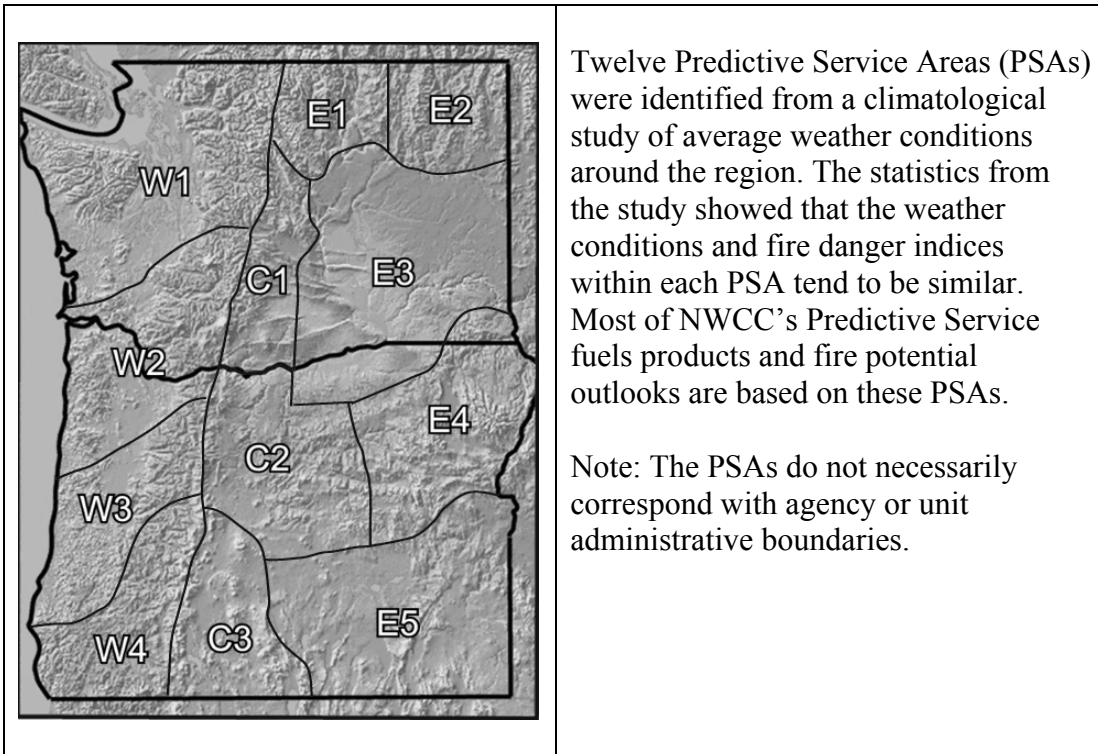 E1
E2
W1
C1
E3
W2
E4
C2
W3
E5
C3
W4
Twelve Predictive Service Areas (PSAs)
were identified from a climatological
study of average weather conditions
around the region. The statistics from
the study showed that the weather
conditions and fire danger indices
within each PSA tend to be similar.
Most of NWCC’s Predictive Service
fuels products and fire potential
outlooks are based on these PSAs.
Note: The PSAs do not necessarily
correspond with agency or unit
administrative boundaries.